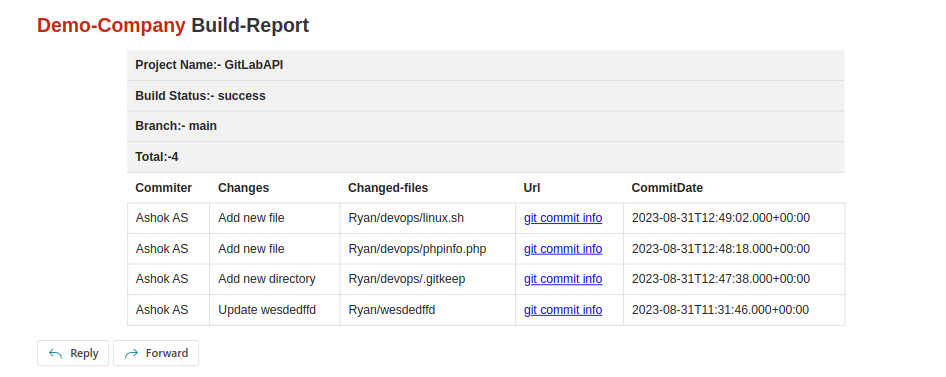 Demo-Company Build-Report
Project Name:- GitLabAPI
Build Status:- success
Branch:- main
Total:-4
Commiter Changes Changed-files Url CommitDate
Ashok AS Add new file Ryan/devops/linux.sh git commit info 2023-08-31T12:49:02.000+00:00
Ashok AS Add new file Ryan/devops/phpinfo.php git commit info 2023-08-31T12:48:18.000+00:00
Ashok AS Add new directory Ryan/devops/.gitkeep git commit info 2023-08-31T12:47:38.000+00:00
Ashok AS Update wesdedffd Ryan/wesdedffd git commit info 2023-08-31T11:31:46.000+00:00
Reply Forward